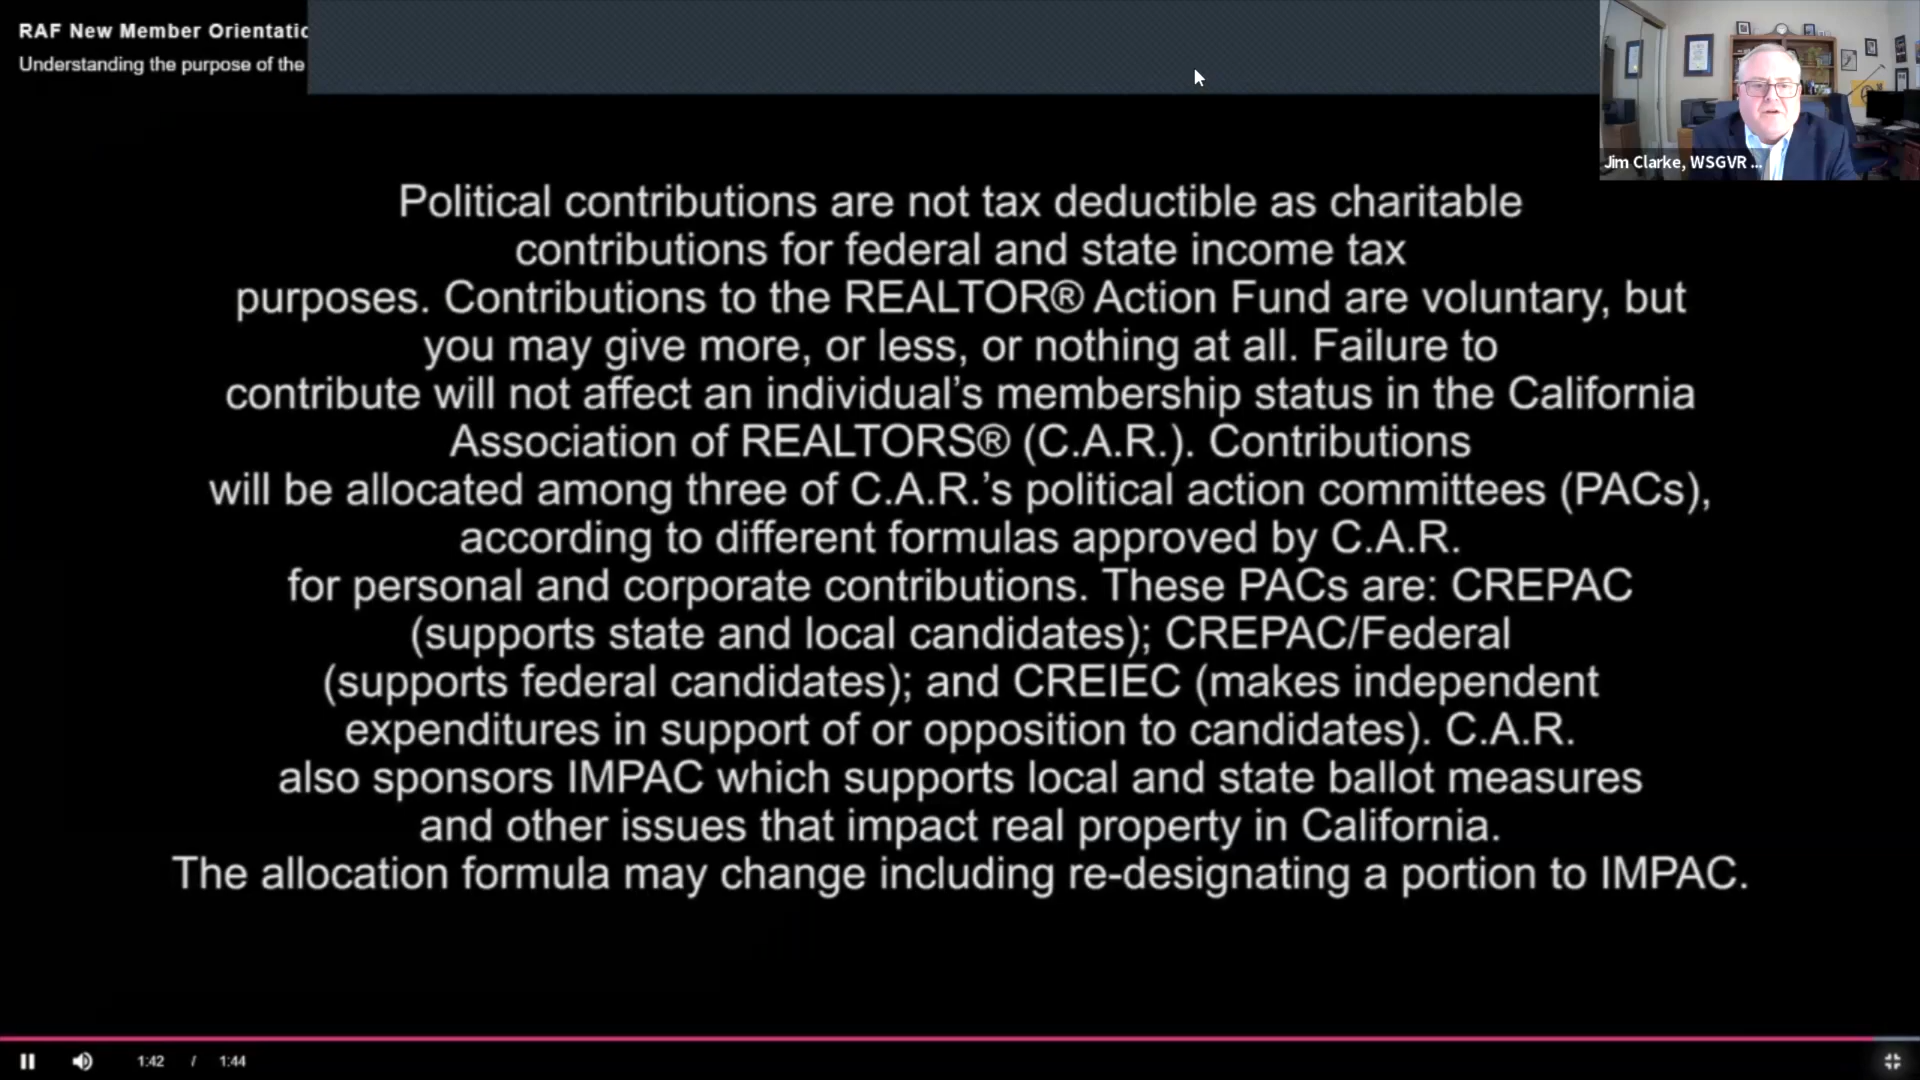 RAF New Member Orientatio
Understanding the purpose of the
Jim Clarke, WSGVR ...
Political contributions are not tax deductible as charitable
contributions for federal and state income tax
purposes. Contributions to the REALTOR® Action Fund are voluntary, but
you may give more, or less, or nothing at all. Failure to
contribute will not affect an individual’s membership status in the California
Association of REALTORS® (C.A.R.). Contributions
will be allocated among three of C.A.R.’s political action committees (PACs),
according to different formulas approved by C.A.R.
for personal and corporate contributions. These PACs are: CREPAC
(supports state and local candidates); CREPAC/Federal
(supports federal candidates); and CREIEC (makes independent
expenditures in support of or opposition to candidates). C.A.R.
also sponsors IMPAC which supports local and state ballot measures
and other issues that impact real property in California.
The allocation formula may change including re-designating a portion to IMPAC.
1:42 / 1:44